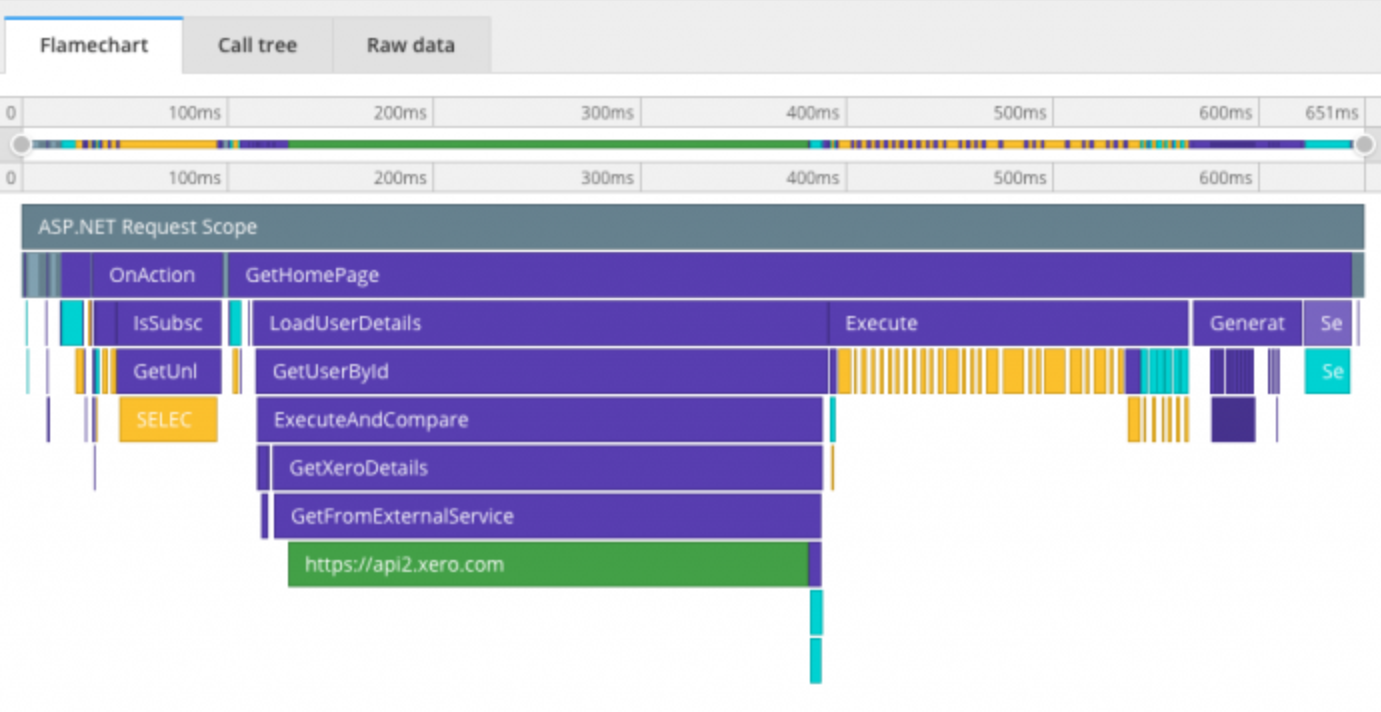 Flamechart Call tree Raw data
0 100ms 200ms 300ms 400ms 500ms 600ms 651ms
0 100ms 200ms 300ms 400ms 500ms 600ms
ASP.NET Request Scope
OnAction GetHomePage
IsSubsc LoadUserDetails Execute Generat Se
GetUnl GetUserById Se
SELEC ExecuteAndCompare
GetXeroDetails
GetFromExternalService
https://api2.xero.com